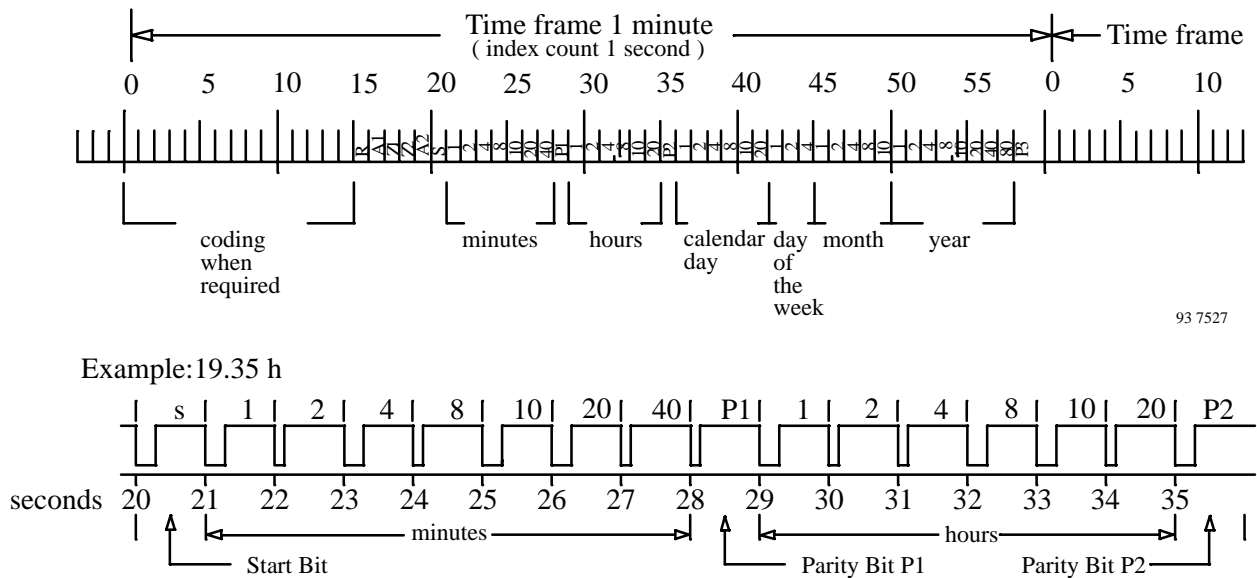 Time frame 1 minute
( index count 1 second )
Time frame
0 5 10 15 20 25 30 35 40 45 50 55 0 5 10
R A1 Z1 Z2 A2 S 1 2 4 8 10 20 40 P1 1 2 4 8 10 20 P2 1 2 4 8 10 20 1 2 4 1 2 4 8 10 1 2 4 8 10 20 40 80 P3
coding when required
minutes
hours
calendar day
day of the week
month
year
93 7527
Example:19.35 h
s 1 2 4 8 10 20 40 P1 1 2 4 8 10 20 P2
seconds 20 21 22 23 24 25 26 27 28 29 30 31 32 33 34 35
minutes hours
Start Bit Parity Bit P1 Parity Bit P2